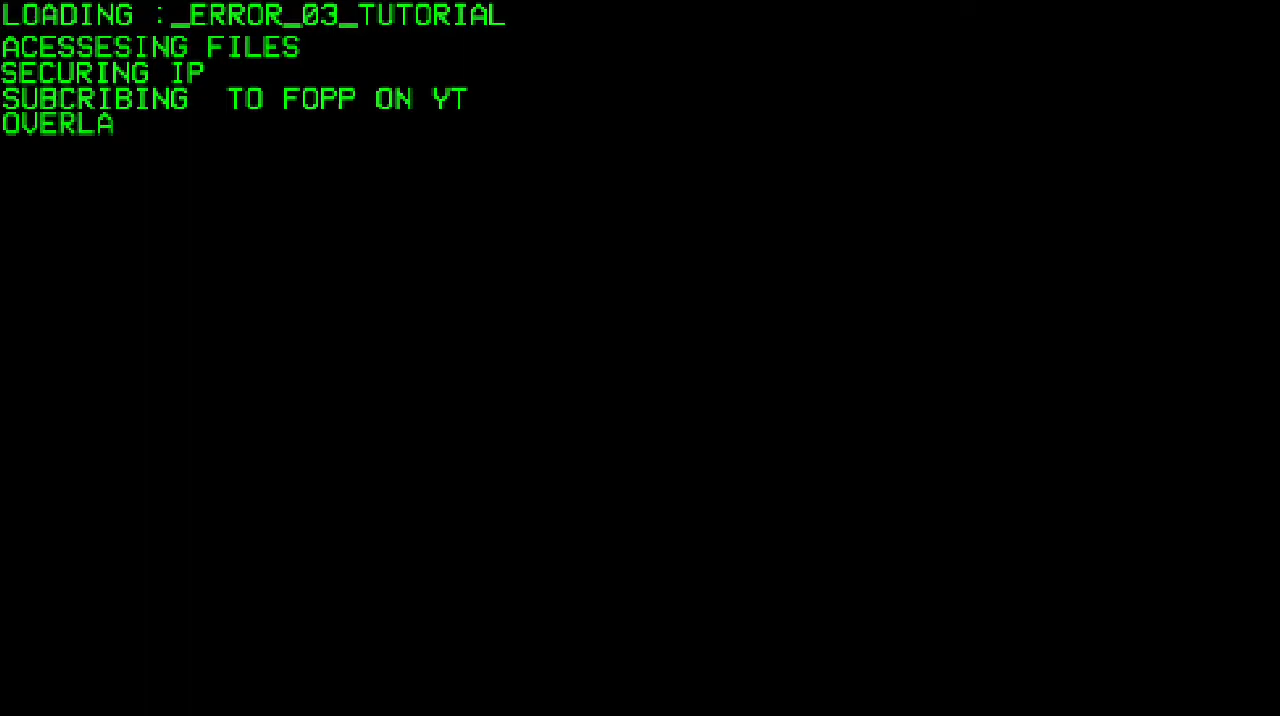 LOADING :_ERROR_03_TUTORIAL
ACESSESING FILES
SECURING IP
SUBCRIBING  TO FOPP ON YT
OVERLA